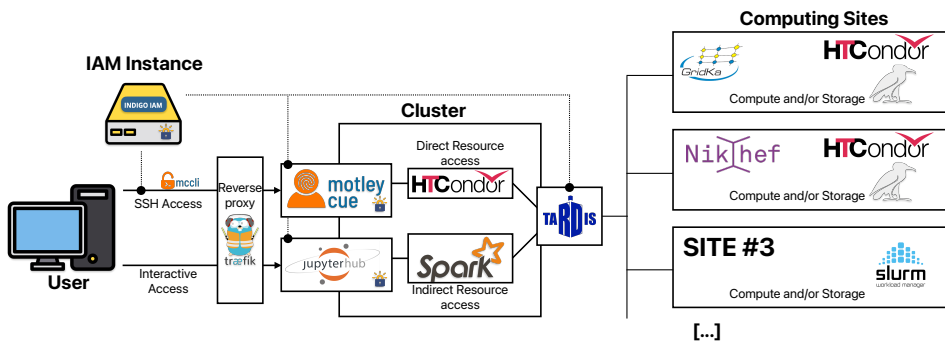 Computing Sites
IAM Instance
INDIGO IAM
Cluster
GridKa
HTCondor
Compute and/or Storage
Direct Resource
access
mccli
SSH Access
Reverse
proxy
træfik
motley
cue
HTCondor
TARDIS
Nikhef
HTCondor
Compute and/or Storage
User
Interactive
Access
jupyterhub
Spark
Indirect Resource
access
SITE #3
slurm
workload manager
Compute and/or Storage
[...]